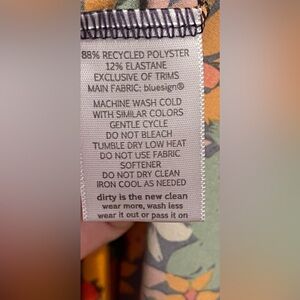 88% RECYCLED POLYSTER
12% ELASTANE
EXCLUSIVE OF TRIMS
MAIN FABRIC; bluesign®
MACHINE WASH COLD
WITH SIMILAR COLORS
GENTLE CYCLE
DO NOT BLEACH
TUMBLE DRY LOW HEAT
DO NOT USE FABRIC
SOFTENER
DO NOT DRY CLEAN
IRON COOL AS NEEDED
dirty is the new clean
wear more, wash less
wear it out or pass it on